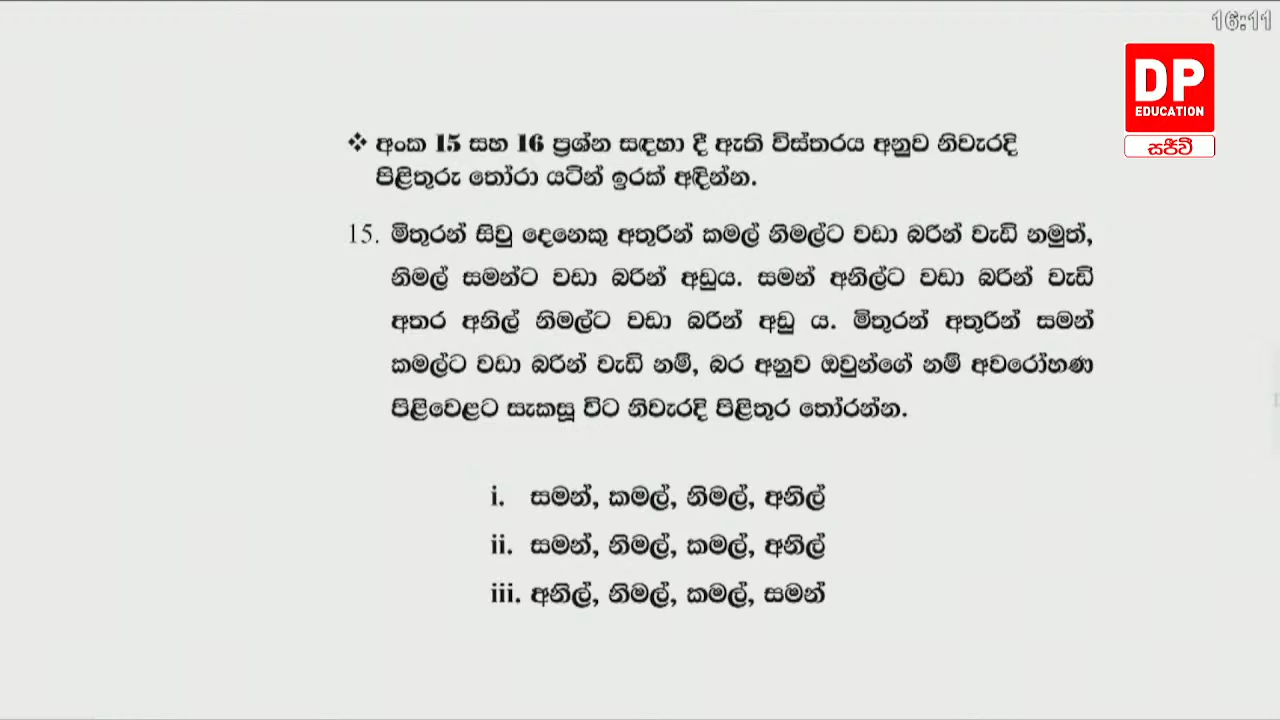 16:11
DP
EDUCATION
සජීවී
❖ අංක 15 සහ 16 ප්‍රශ්න සඳහා දී ඇති විස්තරය අනුව නිවැරදි
පිළිතුරු තෝරා යටින් ඉරක් අඳින්න.
15. මිතුරන් සිවු දෙනෙකු අතුරින් කමල් නිමල්ට වඩා බරින් වැඩි නමුත්,
නිමල් සමන්ට වඩා බරින් අඩුය. සමන් අනිල්ට වඩා බරින් වැඩි
අතර අනිල් නිමල්ට වඩා බරින් අඩු ය. මිතුරන් අතුරින් සමන්
කමල්ට වඩා බරින් වැඩි නම්, බර අනුව ඔවුන්ගේ නම් අවරෝහණ
පිළිවෙළට සැකසූ විට නිවැරදි පිළිතුර තෝරන්න.
i. සමන්, කමල්, නිමල්, අනිල්
ii. සමන්, නිමල්, කමල්, අනිල්
iii. අනිල්, නිමල්, කමල්, සමන්